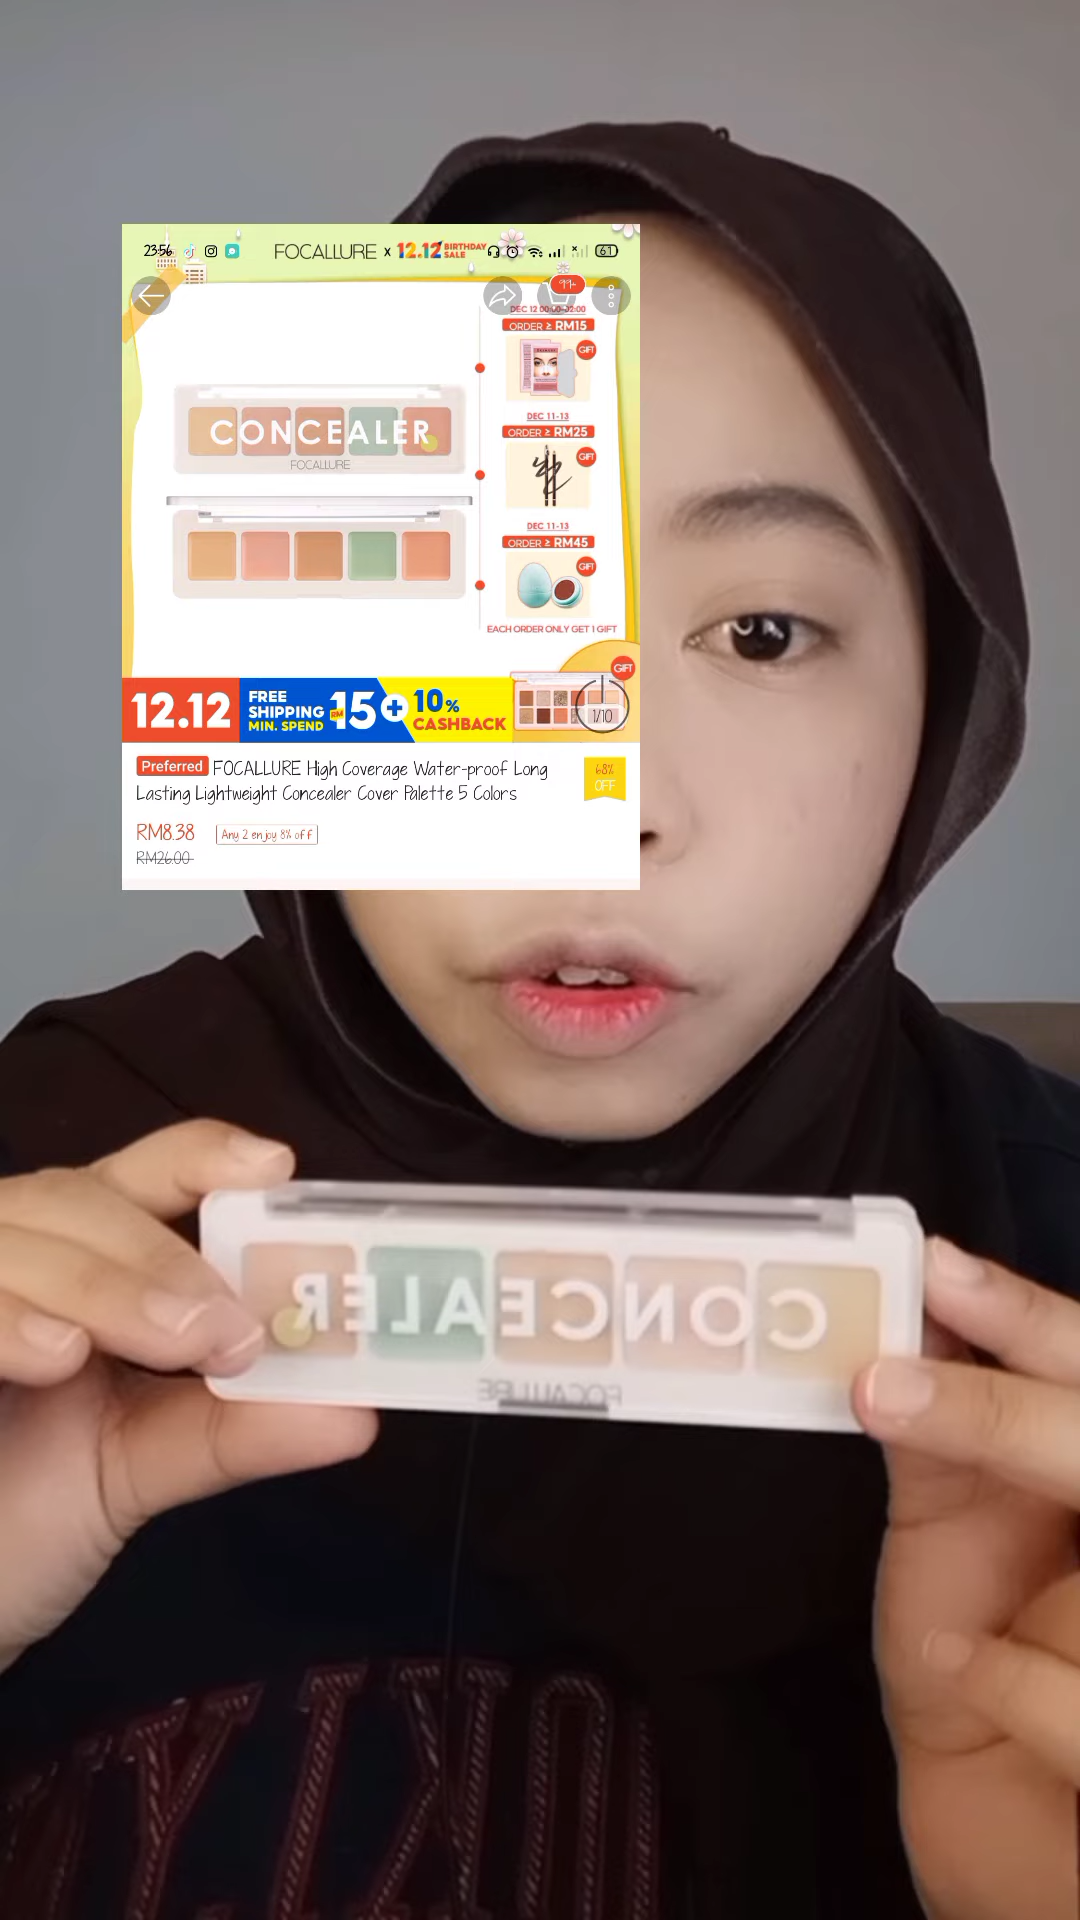 23:56
FOCALLURE x 12.12 BIRTHDAY SALE
61
99+
DEC 12 00:00-02:00
ORDER ≥ RM15
GIFT
DEC 11-13
ORDER ≥ RM25
GIFT
DEC 11-13
ORDER ≥ RM45
GIFT
EACH ORDER ONLY GET 1 GIFT
CONCEALER
FOCALLURE
12.12
FREE SHIPPING
MIN. SPEND RM15 + 10% CASHBACK
GIFT
1/10
Preferred FOCALLURE High Coverage Water-proof Long
Lasting Lightweight Concealer Cover Palette 5 Colors
68% OFF
RM8.38
Any 2 enjoy 8% off
RM26.00
CONCEALER
FOCALLURE